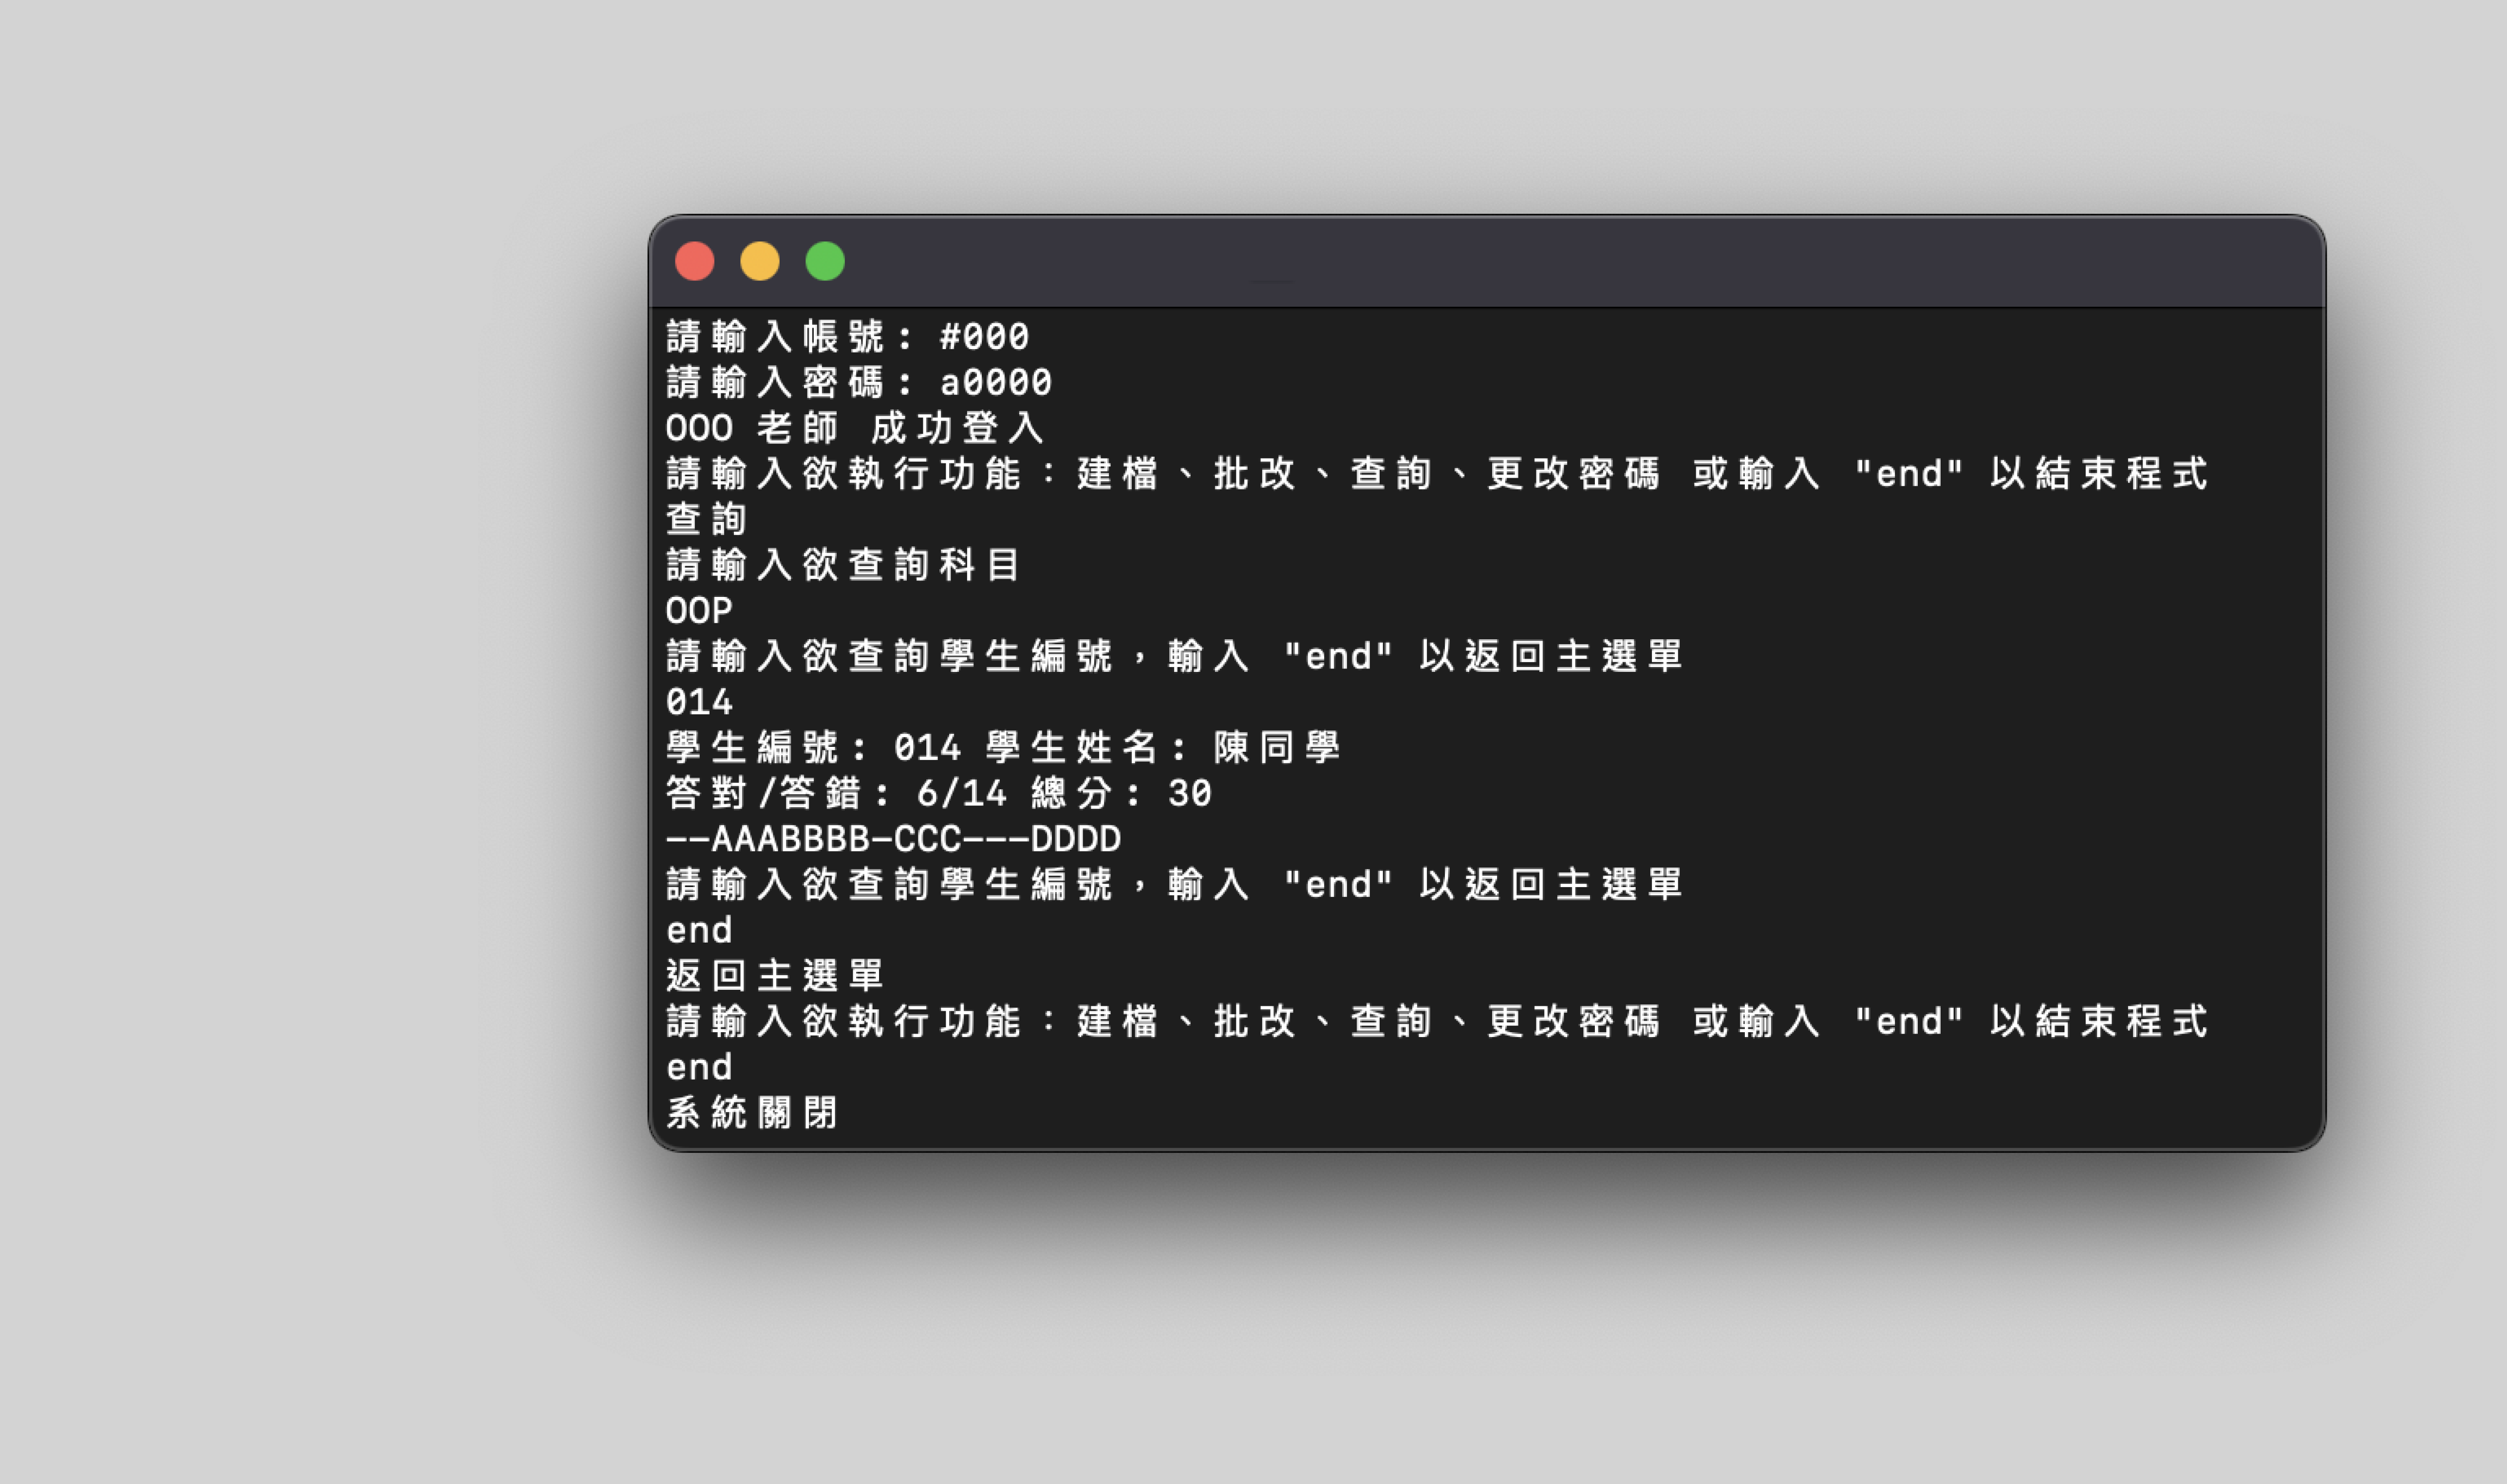 請輸入帳號: #000
請輸入密碼: a0000
OOO 老師 成功登入
請輸入欲執行功能：建檔、批改、查詢、更改密碼 或輸入 "end" 以結束程式
查詢
請輸入欲查詢科目
OOP
請輸入欲查詢學生編號，輸入 "end" 以返回主選單
014
學生編號: 014 學生姓名: 陳同學
答對/答錯: 6/14 總分: 30
--AAABBBB-CCC---DDDD
請輸入欲查詢學生編號，輸入 "end" 以返回主選單
end
返回主選單
請輸入欲執行功能：建檔、批改、查詢、更改密碼 或輸入 "end" 以結束程式
end
系統關閉